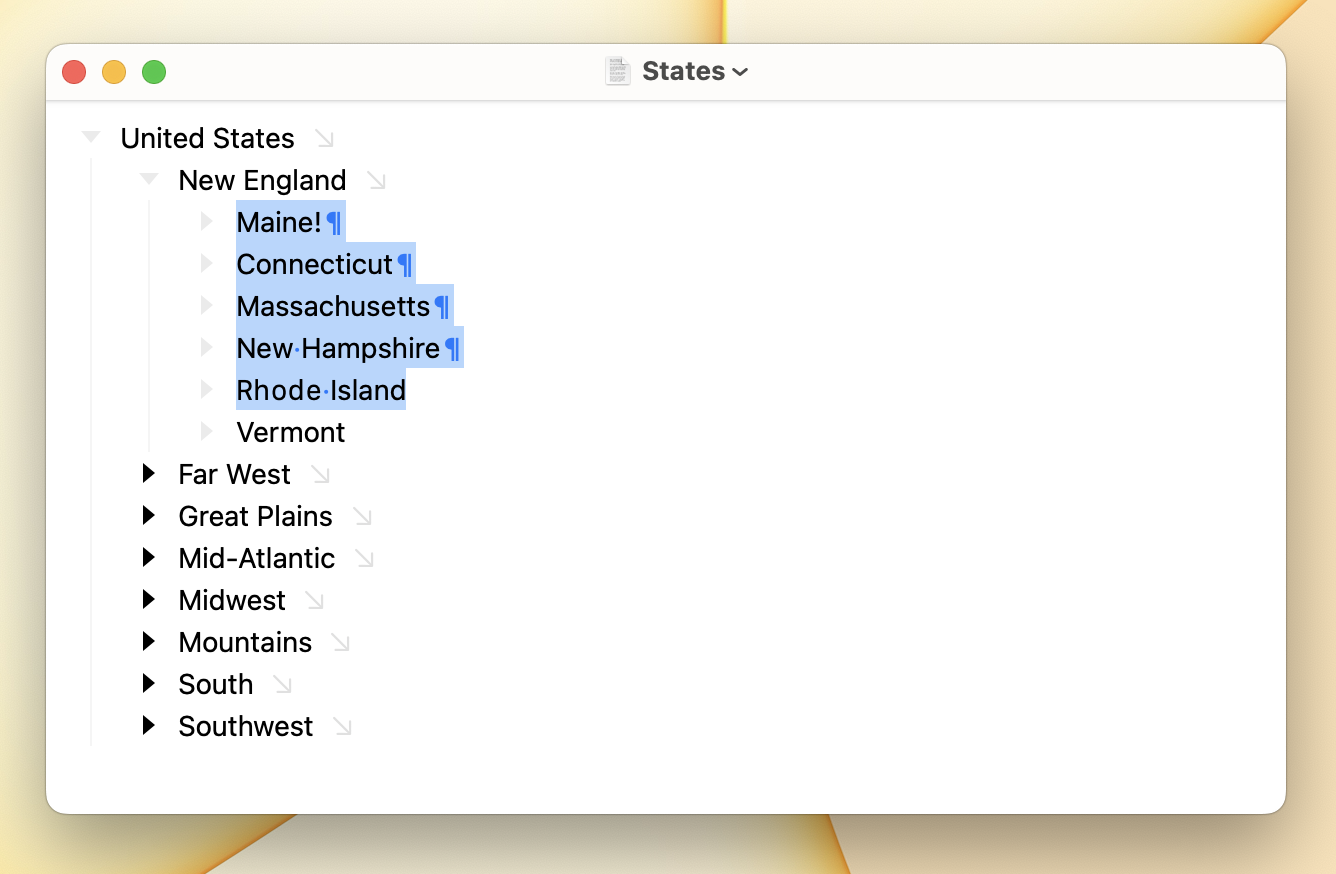 States
United States
New England
Maine!¶
Connecticut¶
Massachusetts¶
New·Hampshire¶
Rhode·Island
Vermont
Far West
Great Plains
Mid-Atlantic
Midwest
Mountains
South
Southwest